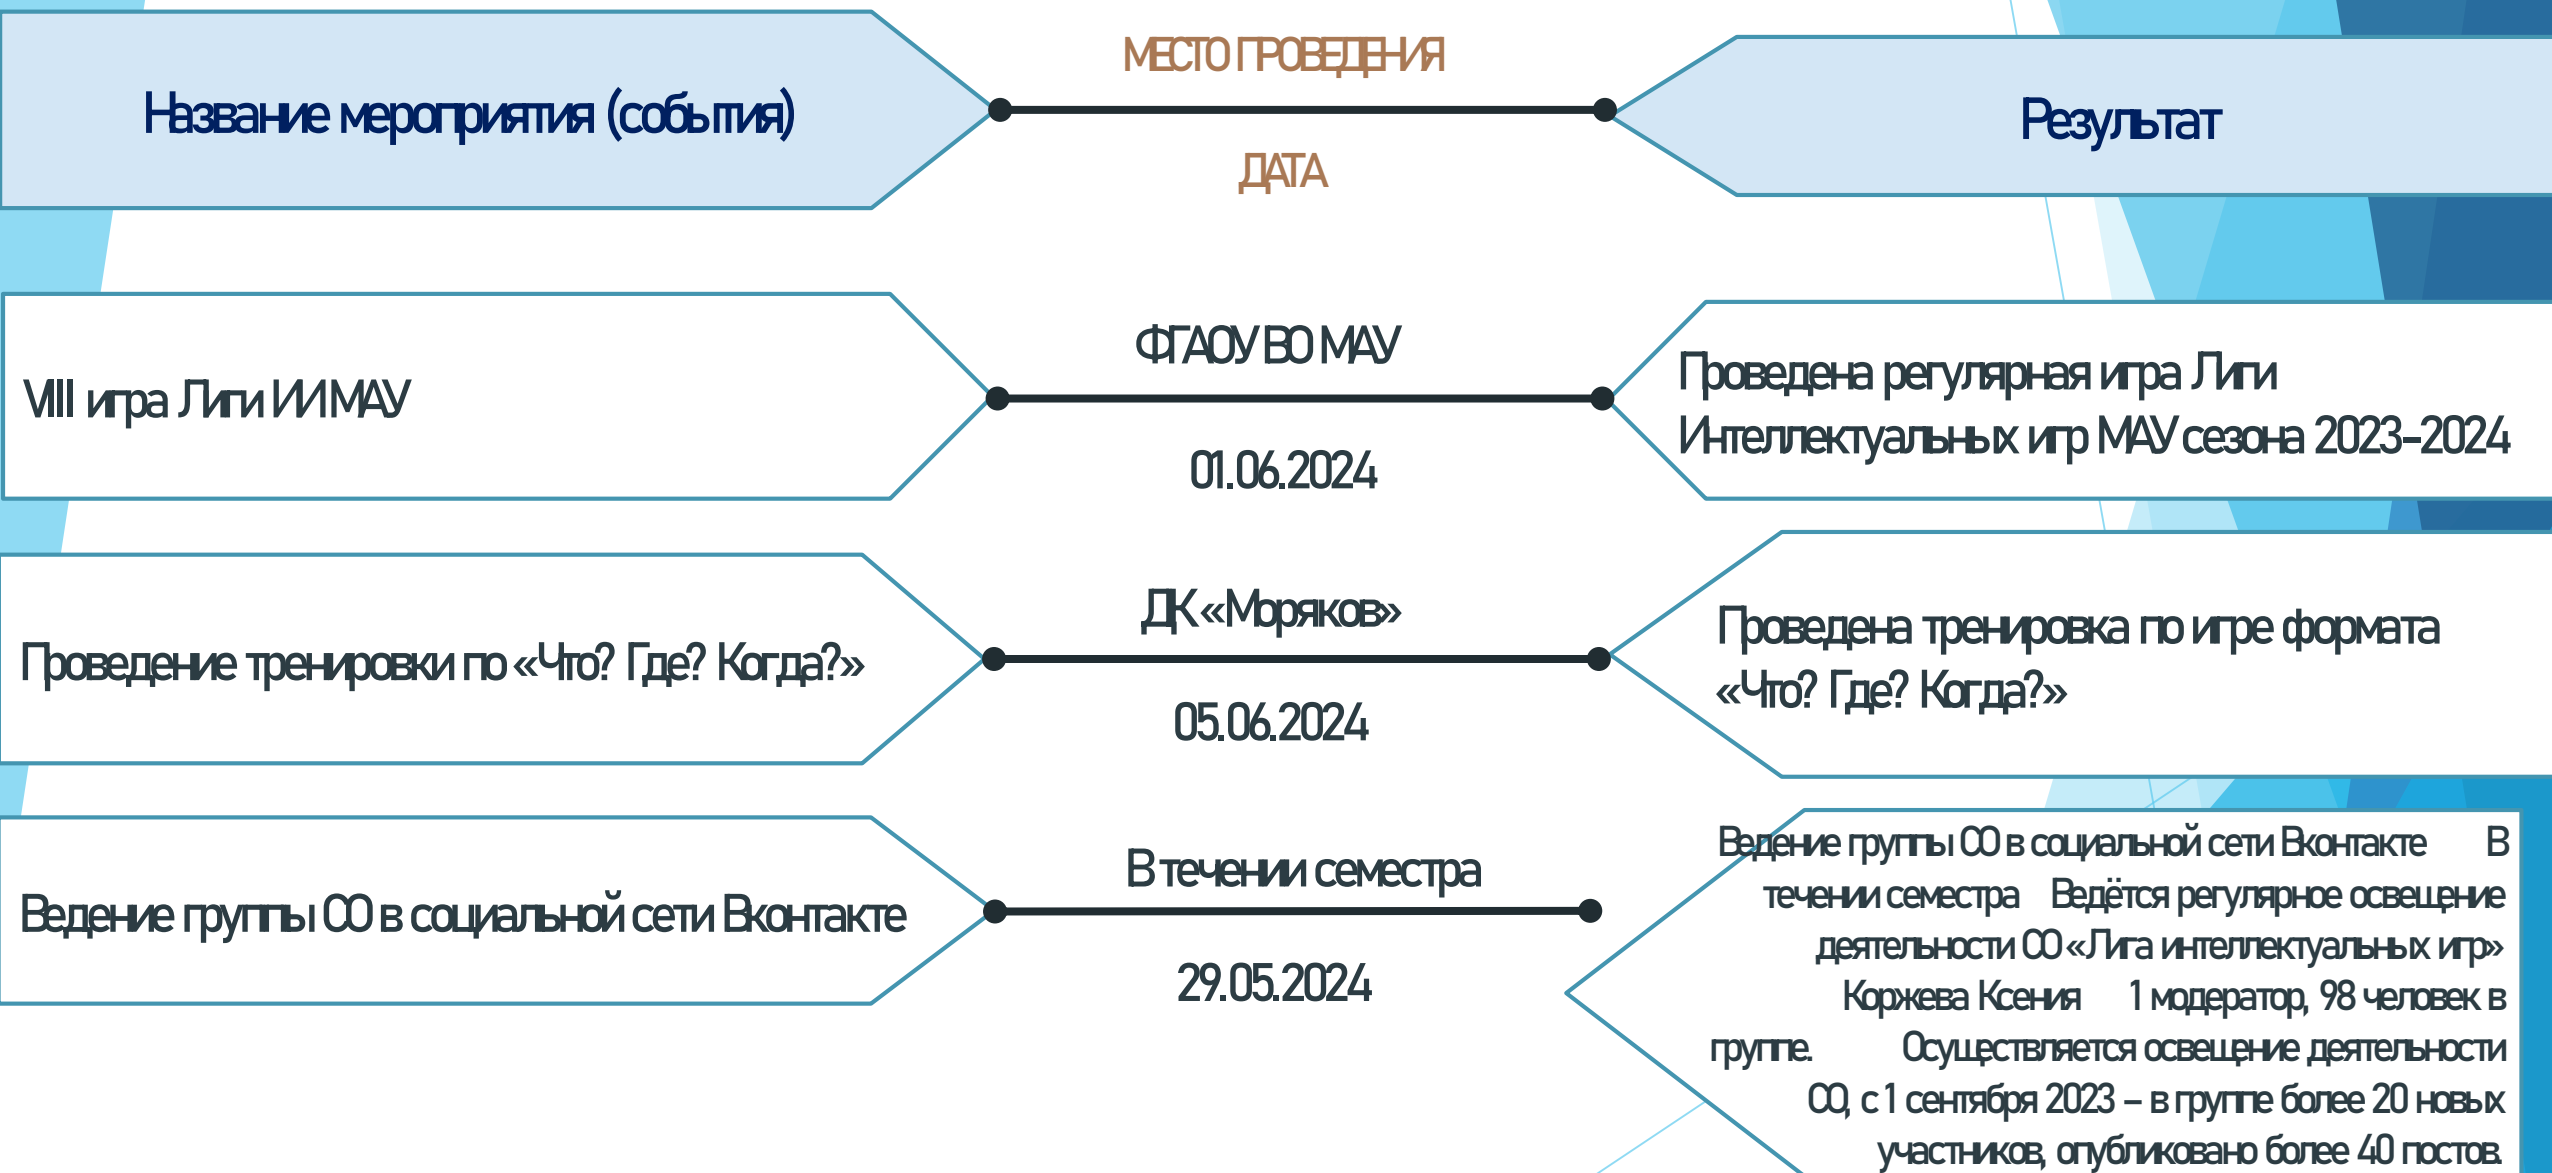 Название мероприятия (события)
МЕСТО ПРОВЕДЕНИЯ
ДАТА
Результат
VIII игра Лиги ИИ МАУ
ФГАОУ ВО МАУ
01.06.2024
Проведена регулярная игра Лиги
Интеллектуальных игр МАУ сезона 2023-2024
Проведение тренировки по «Что? Где? Когда?»
ДК «Моряков»
05.06.2024
Проведена тренировка по игре формата
«Что? Где? Когда?»
Ведение группы СО в социальной сети Вконтакте
В течении семестра
29.05.2024
Ведение группы СО в социальной сети Вконтакте В
течении семестра Ведётся регулярное освещение
деятельности СО «Лига интеллектуальных игр»
Коржева Ксения 1 модератор, 98 человек в
группе. Осуществляется освещение деятельности
СО, с 1 сентября 2023 – в группе более 20 новых
участников, опубликовано более 40 постов.